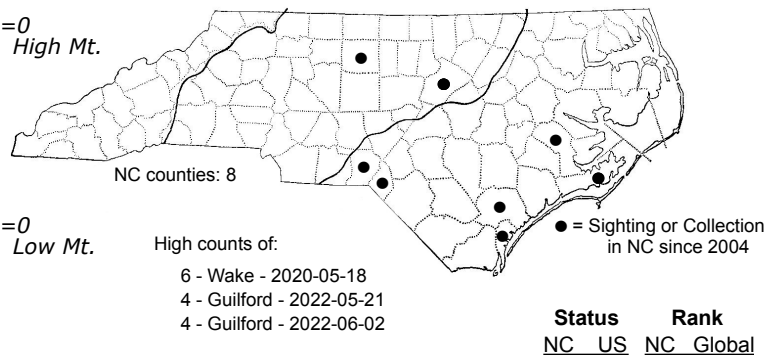 =0
High Mt.
NC counties: 8
=0
Low Mt.
High counts of:
6 - Wake - 2020-05-18
4 - Guilford - 2022-05-21
4 - Guilford - 2022-06-02
● = Sighting or Collection
in NC since 2004
Status Rank
NC US NC Global